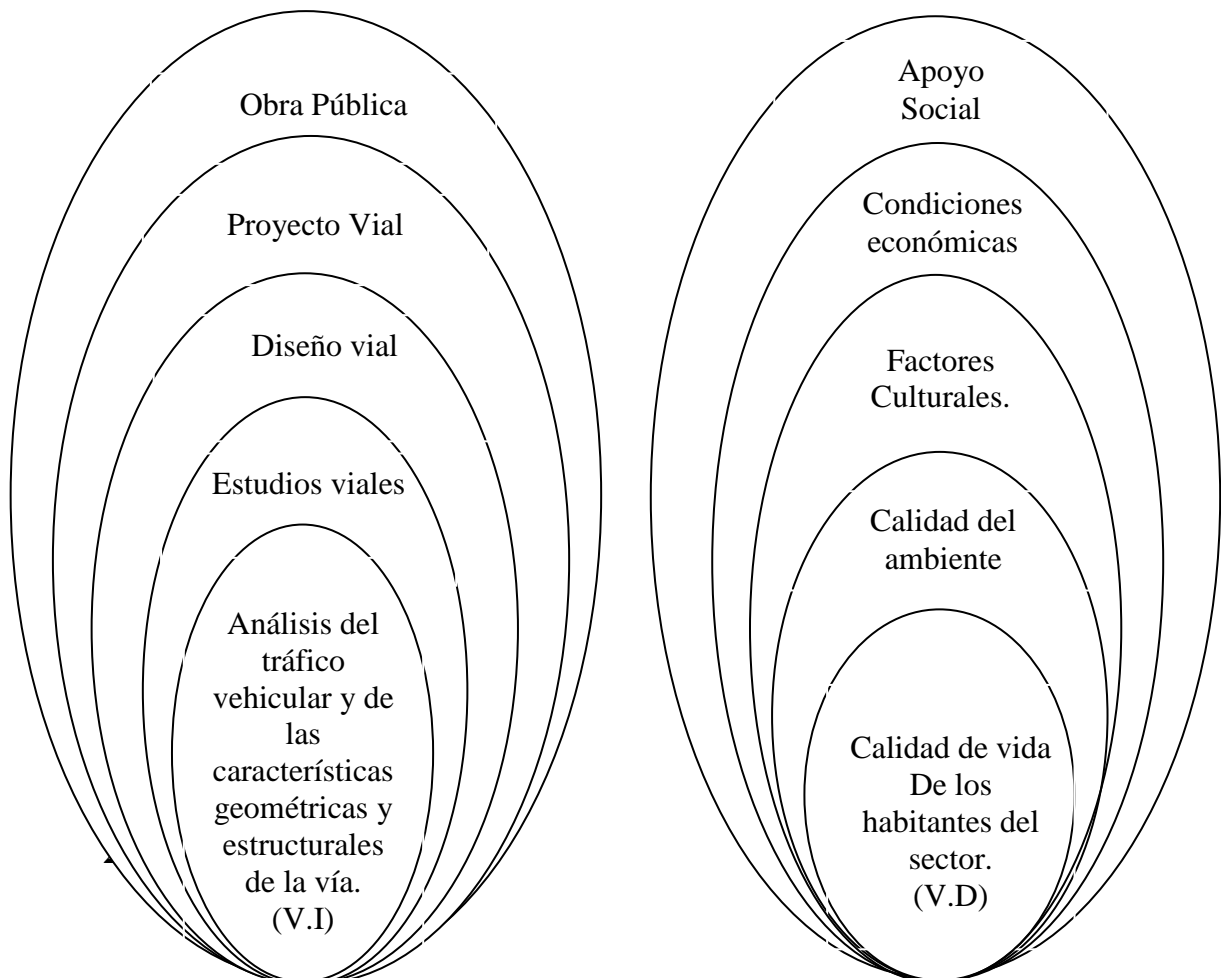 Obra Pública
Proyecto Vial
Diseño vial
Estudios viales
Análisis del
tráfico
vehicular y de
las
características
geométricas y
estructurales
de la vía.
(V.I)
Apoyo
Social
Condiciones
económicas
Factores
Culturales.
Calidad del
ambiente
Calidad de vida
De los
habitantes del
sector.
(V.D)